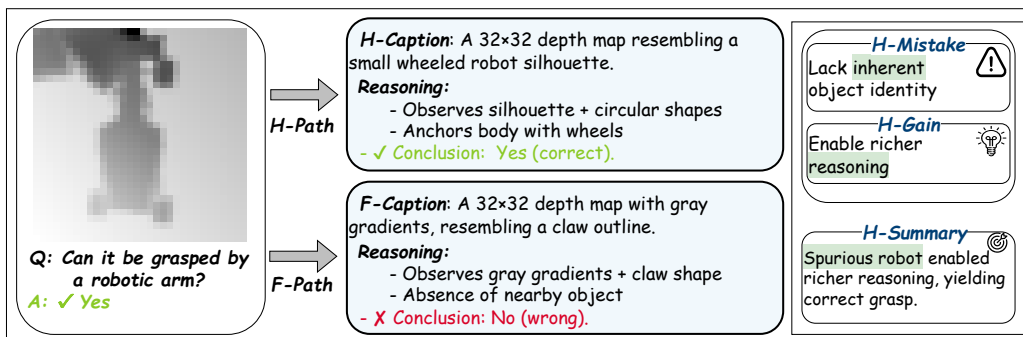 Q: Can it be grasped by
a robotic arm?
A: ✓ Yes
H-Path
F-Path
H-Caption: A 32×32 depth map resembling a
small wheeled robot silhouette.
Reasoning:
- Observes silhouette + circular shapes
- Anchors body with wheels
- ✓ Conclusion: Yes (correct).
F-Caption: A 32×32 depth map with gray
gradients, resembling a claw outline.
Reasoning:
- Observes gray gradients + claw shape
- Absence of nearby object
- ✗ Conclusion: No (wrong).
H-Mistake
Lack inherent
object identity
H-Gain
Enable richer
reasoning
H-Summary
Spurious robot enabled
richer reasoning, yielding
correct grasp.